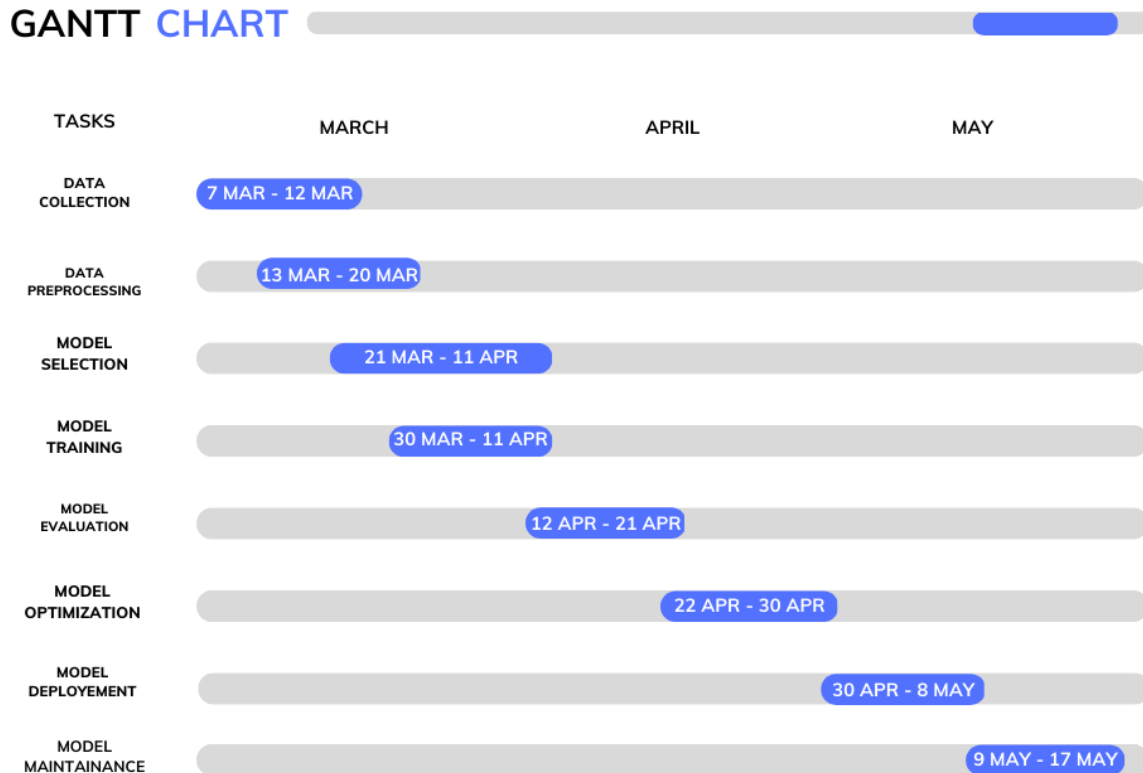 GANTT CHART
TASKS
MARCH
APRIL
MAY
DATA
COLLECTION
7 MAR - 12 MAR
DATA
PREPROCESSING
13 MAR - 20 MAR
MODEL
SELECTION
21 MAR - 11 APR
MODEL
TRAINING
30 MAR - 11 APR
MODEL
EVALUATION
12 APR - 21 APR
MODEL
OPTIMIZATION
22 APR - 30 APR
MODEL
DEPLOYEMENT
30 APR - 8 MAY
MODEL
MAINTAINANCE
9 MAY - 17 MAY